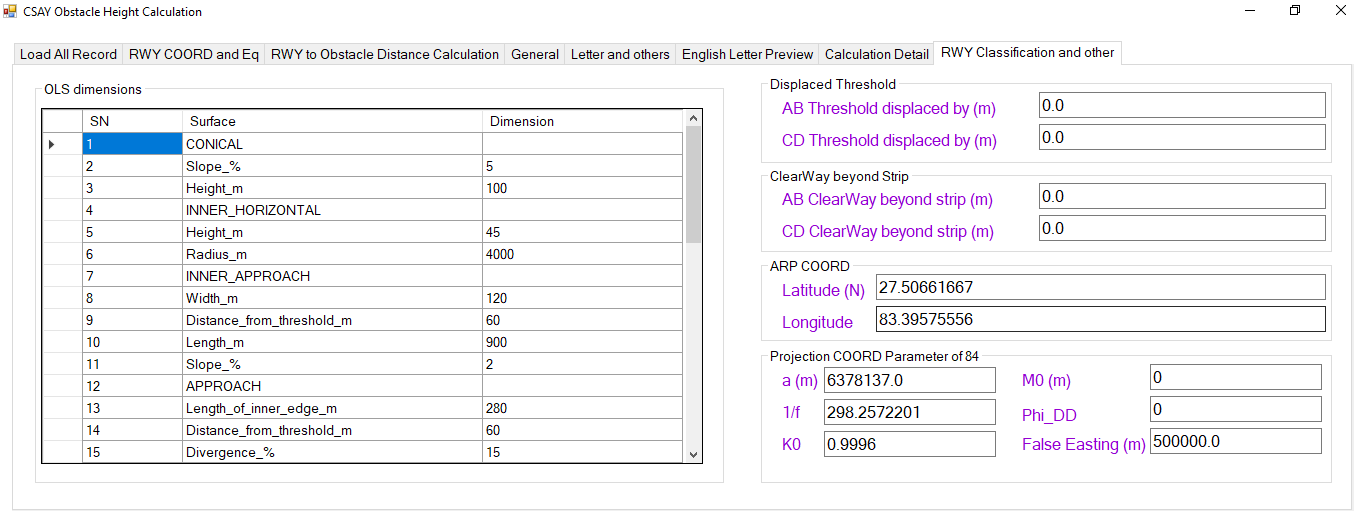 CSAY Obstacle Height Calculation
Load All Record RWY COORD and Eq RWY to Obstacle Distance Calculation General Letter and others English Letter Preview Calculation Detail RWY Classification and other
OLS dimensions
SN Surface Dimension
1 CONICAL
2 Slope_% 5
3 Height_m 100
4 INNER_HORIZONTAL
5 Height_m 45
6 Radius_m 4000
7 INNER_APPROACH
8 Width_m 120
9 Distance_from_threshold_m 60
10 Length_m 900
11 Slope_% 2
12 APPROACH
13 Length_of_inner_edge_m 280
14 Distance_from_threshold_m 60
15 Divergence_% 15
Displaced Threshold
AB Threshold displaced by (m) 0.0
CD Threshold displaced by (m) 0.0
ClearWay beyond Strip
AB ClearWay beyond strip (m) 0.0
CD ClearWay beyond strip (m) 0.0
ARP COORD
Latitude (N) 27.50661667
Longitude 83.39575556
Projection COORD Parameter of 84
a (m) 6378137.0 M0 (m) 0
1/f 298.2572201 Phi_DD 0
K0 0.9996 False Easting (m) 500000.0